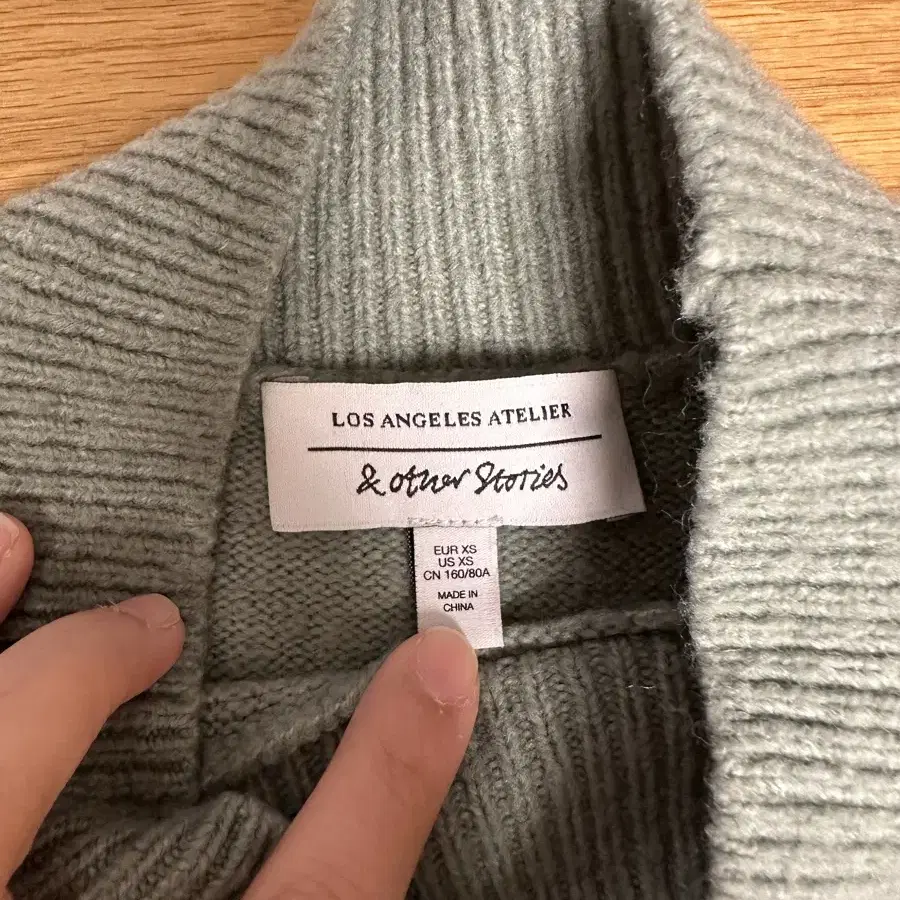 LOS ANGELES ATELIER
& other Stories
EUR XS
US XS
CN 160/80A
MADE IN
CHINA